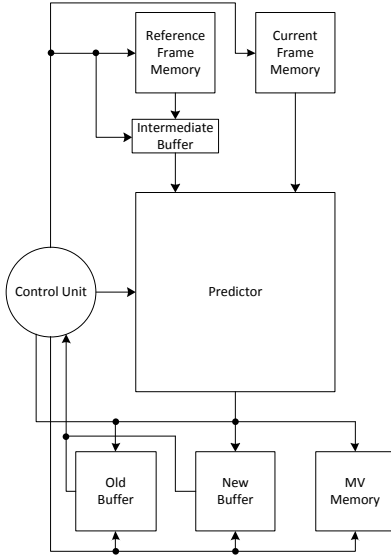 Reference
Frame
Memory
Current
Frame
Memory
Intermediate
Buffer
Control Unit
Predictor
Old
Buffer
New
Buffer
MV
Memory